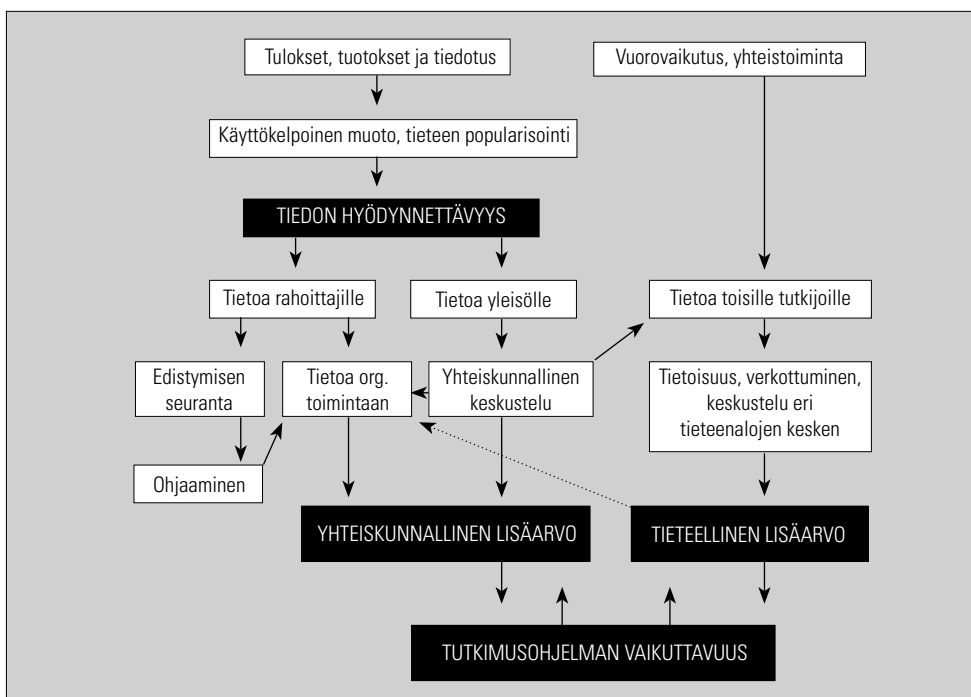 Tulokset, tuotokset ja tiedotus
Vuorovaikutus, yhteistoiminta
Käyttökelpoinen muoto, tieteen popularisointi
TIEDON HYÖDYNNETTÄVYYS
Tietoa rahoittajille
Tietoa yleisölle
Tietoa toisille tutkijoille
Edistymisen
seuranta
Tietoa org.
toimintaan
Yhteiskunnallinen
keskustelu
Tietoisuus, verkottuminen,
keskustelu eri
tieteenalojen kesken
Ohjaaminen
YHTEISKUNNALLINEN LISÄARVO
TIETEELLINEN LISÄARVO
TUTKIMUSOHJELMAN VAIKUTTAVUUS